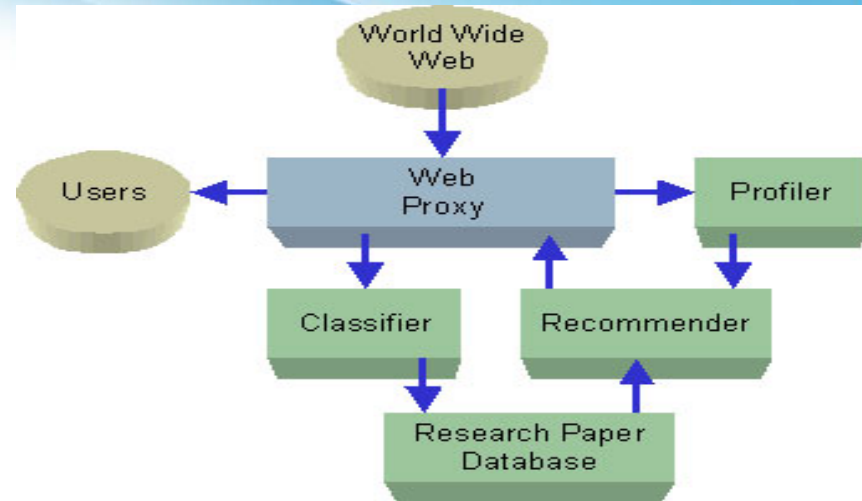 World Wide
Web
Users
Web
Proxy
Profiler
Classifier
Recommender
Research Paper
Database